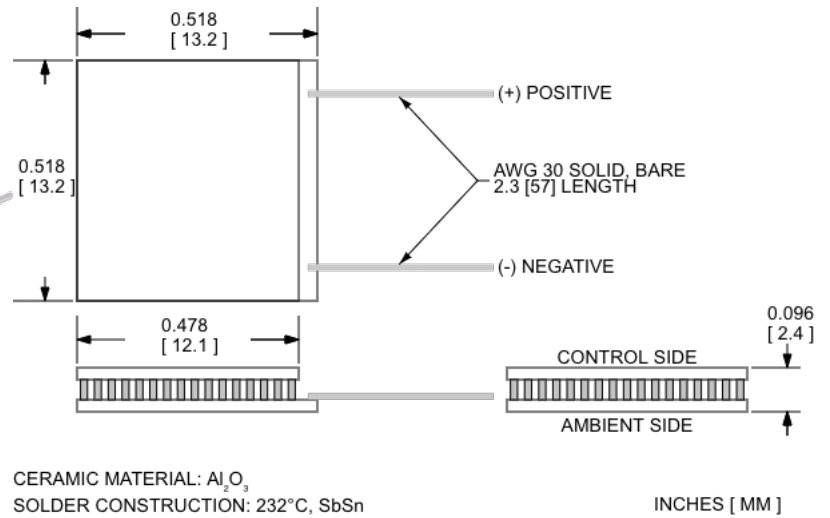 0.518
[ 13.2 ]
(+) POSITIVE
0.518
[ 13.2 ]
AWG 30 SOLID, BARE
2.3 [57] LENGTH
(-) NEGATIVE
0.478
[ 12.1 ]
0.096
[ 2.4 ]
CONTROL SIDE
AMBIENT SIDE
CERAMIC MATERIAL: Al₂O₃
SOLDER CONSTRUCTION: 232°C, SbSn
INCHES [ MM ]